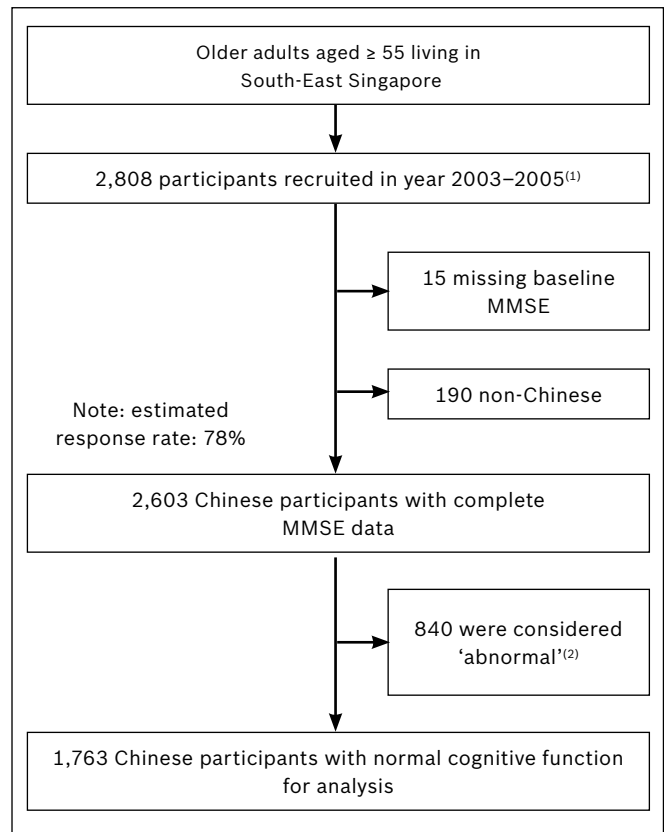 Older adults aged ≥ 55 living in
South-East Singapore
2,808 participants recruited in year 2003–2005(1)
15 missing baseline
MMSE
190 non-Chinese
Note: estimated
response rate: 78%
2,603 Chinese participants with complete
MMSE data
840 were considered
‘abnormal’(2)
1,763 Chinese participants with normal cognitive function
for analysis